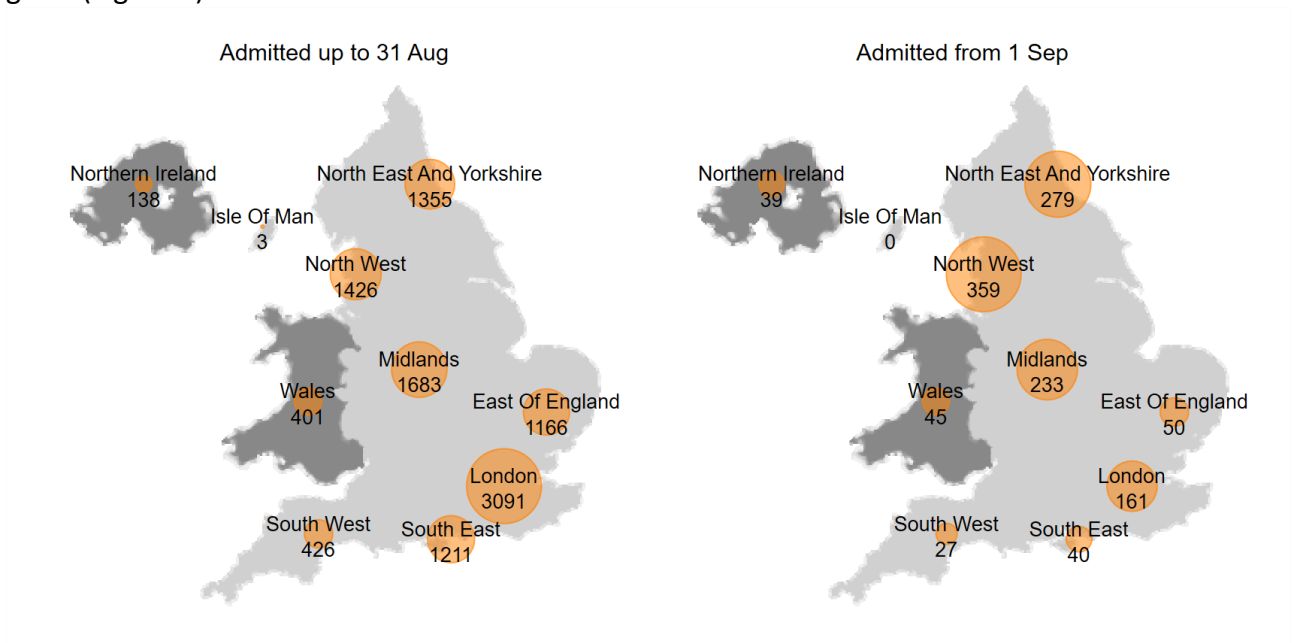 Admitted up to 31 Aug
Northern Ireland
138
Isle Of Man
3
North East And Yorkshire
1355
North West
1426
Midlands
1683
Wales
401
East Of England
1166
London
3091
South West
426
South East
1211
Admitted from 1 Sep
Northern Ireland
39
Isle Of Man
0
North East And Yorkshire
279
North West
359
Midlands
233
Wales
45
East Of England
50
London
161
South West
27
South East
40